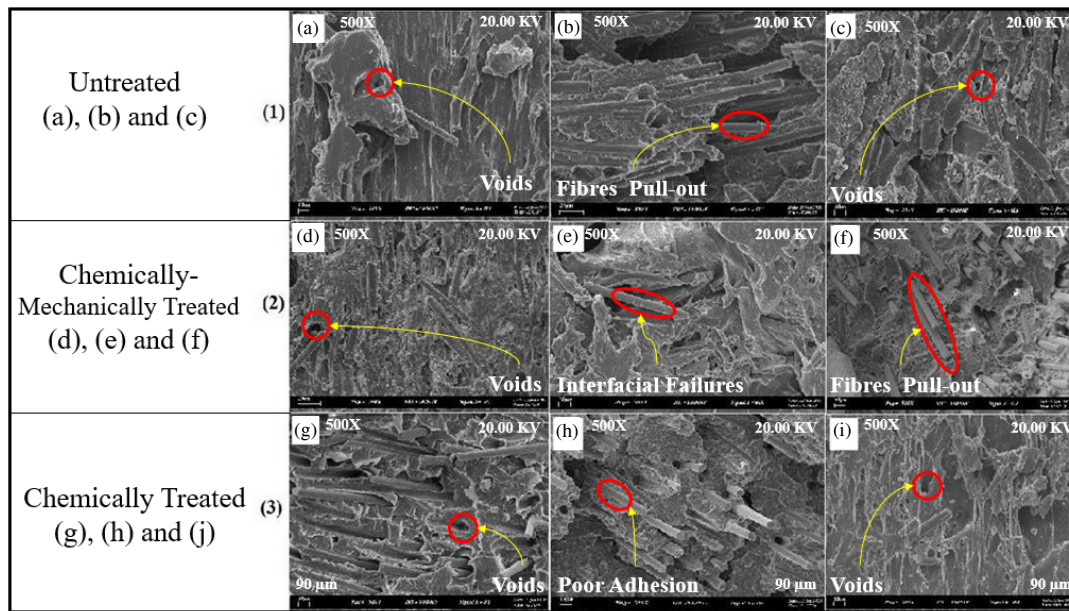 Untreated
(a), (b) and (c)
(1)
(a)
500X
20.00 KV
Voids
(b)
500X
20.00 KV
Fibres Pull-out
(c)
500X
20.00 KV
Voids
Chemically-
Mechanically Treated
(d), (e) and (f)
(2)
(d)
500X
20.00 KV
Voids
(e)
500X
20.00 KV
Interfacial Failures
(f)
500X
20.00 KV
Fibres Pull-out
Chemically Treated
(g), (h) and (j)
(3)
(g)
500X
20.00 KV
90 µm
Voids
(h)
500X
20.00 KV
Poor Adhesion
90 µm
(i)
500X
20.00 KV
Voids
90 µm